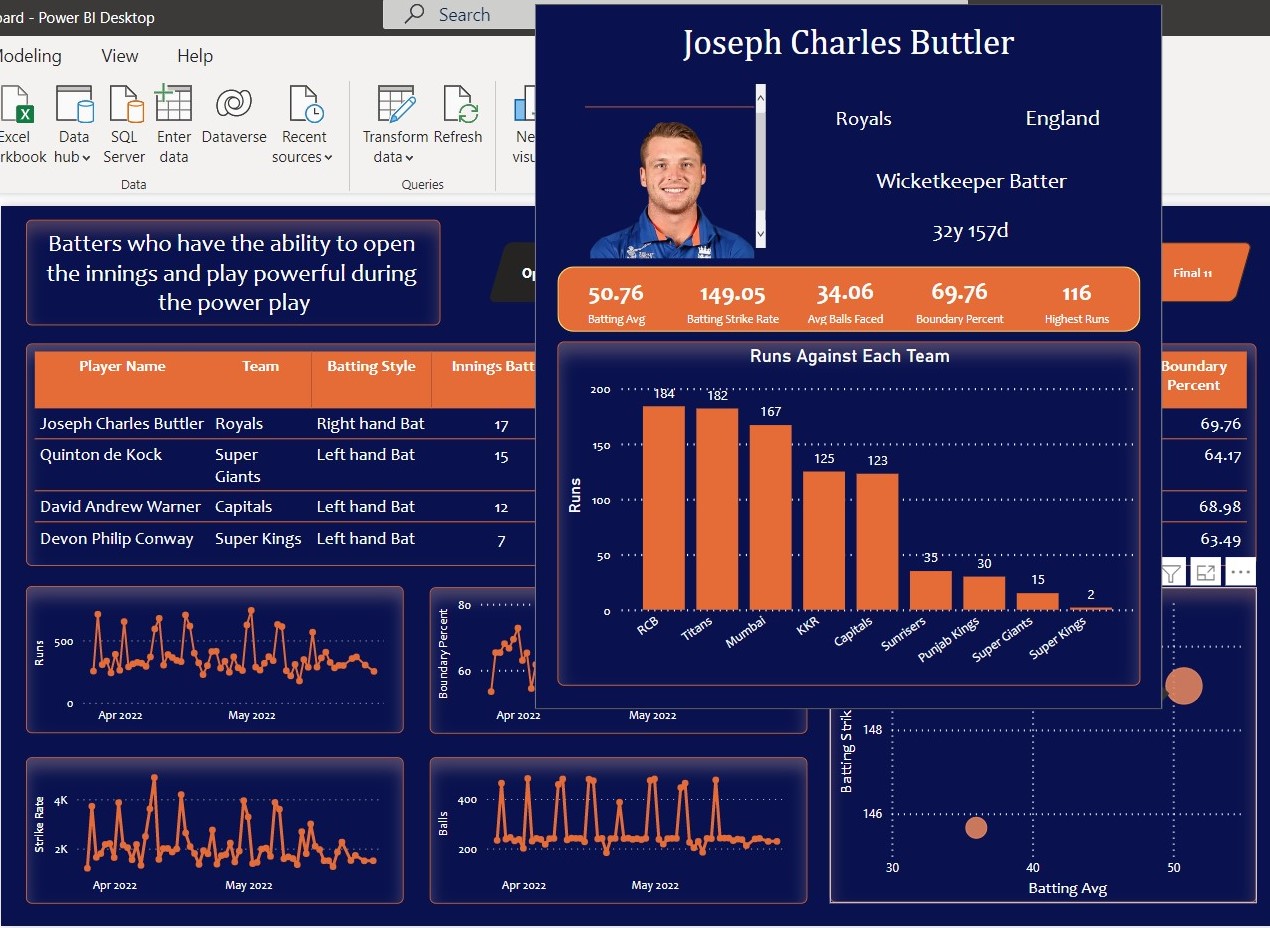 ard - Power BI Desktop
Search
Modeling View Help
Excel
Data
SQL
Enter
Dataverse
Recent
Transform
Refresh
Ne
rkbook
hub
Server
data
sources
data
visu
Data
Queries
Joseph Charles Buttler
Royals
England
Wicketkeeper Batter
32y 157d
50.76 149.05 34.06 69.76 116
Batting Avg Batting Strike Rate Avg Balls Faced Boundary Percent Highest Runs
Batters who have the ability to open
the innings and play powerful during
the power play
Op
Final 11
Runs Against Each Team
Runs
200
150
100
50
0
184 182 167 125 123 35 30 15 2
RCB Titans Mumbai KKR Capitals Sunrisers Punjab Kings Super Giants Super Kings
Player Name Team Batting Style Innings Batt Boundary
Percent
Joseph Charles Buttler Royals Right hand Bat 17 69.76
Quinton de Kock Super Left hand Bat 15 64.17
Giants
David Andrew Warner Capitals Left hand Bat 12 68.98
Devon Philip Conway Super Kings Left hand Bat 7 63.49
Runs
500
0
Apr 2022 May 2022
Boundary Percent
80
60
Apr 2022 May 2022
Strike Rate
4K
2K
Apr 2022 May 2022
Balls
400
200
Apr 2022 May 2022
Batting Strik
148
146
30 40 50
Batting Avg